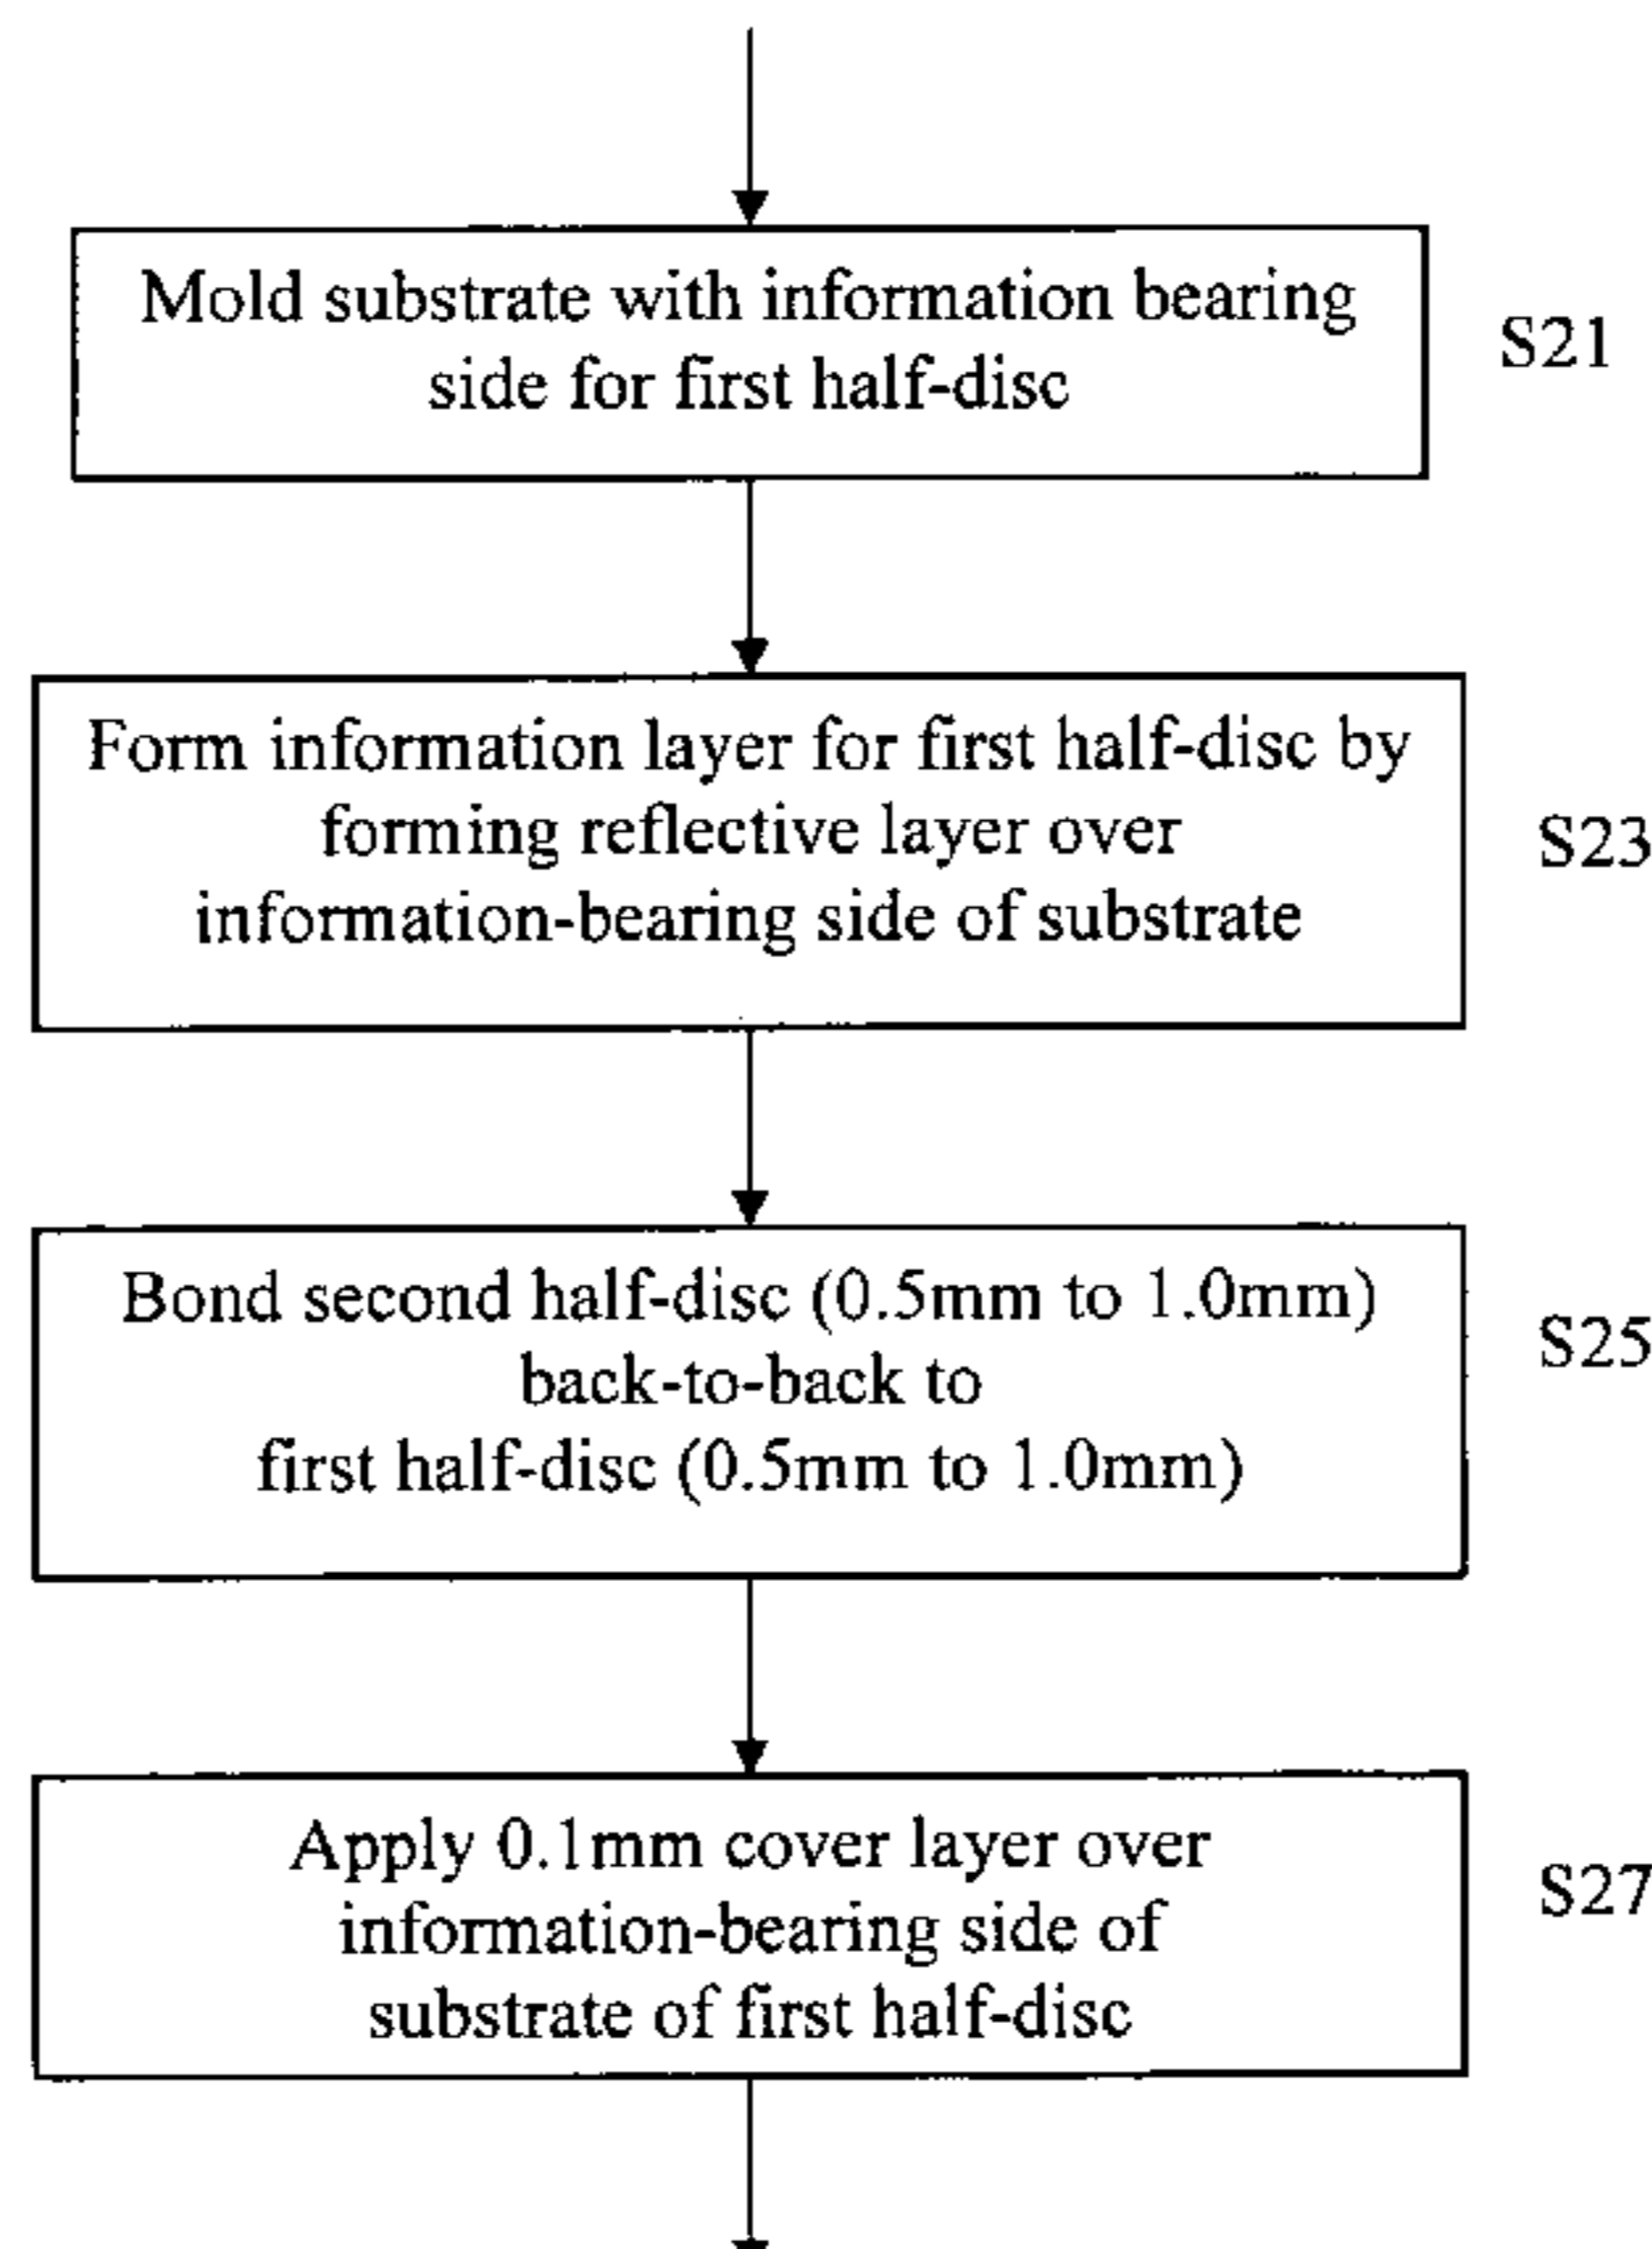 Mold substrate with information bearing
side for first half-disc
S21
Form information layer for first half-disc by
forming reflective layer over
information-bearing side of substrate
S23
Bond second half-disc (0.5mm to 1.0mm)
back-to-back to
first half-disc (0.5mm to 1.0mm)
S25
Apply 0.1mm cover layer over
information-bearing side of
substrate of first half-disc
S27